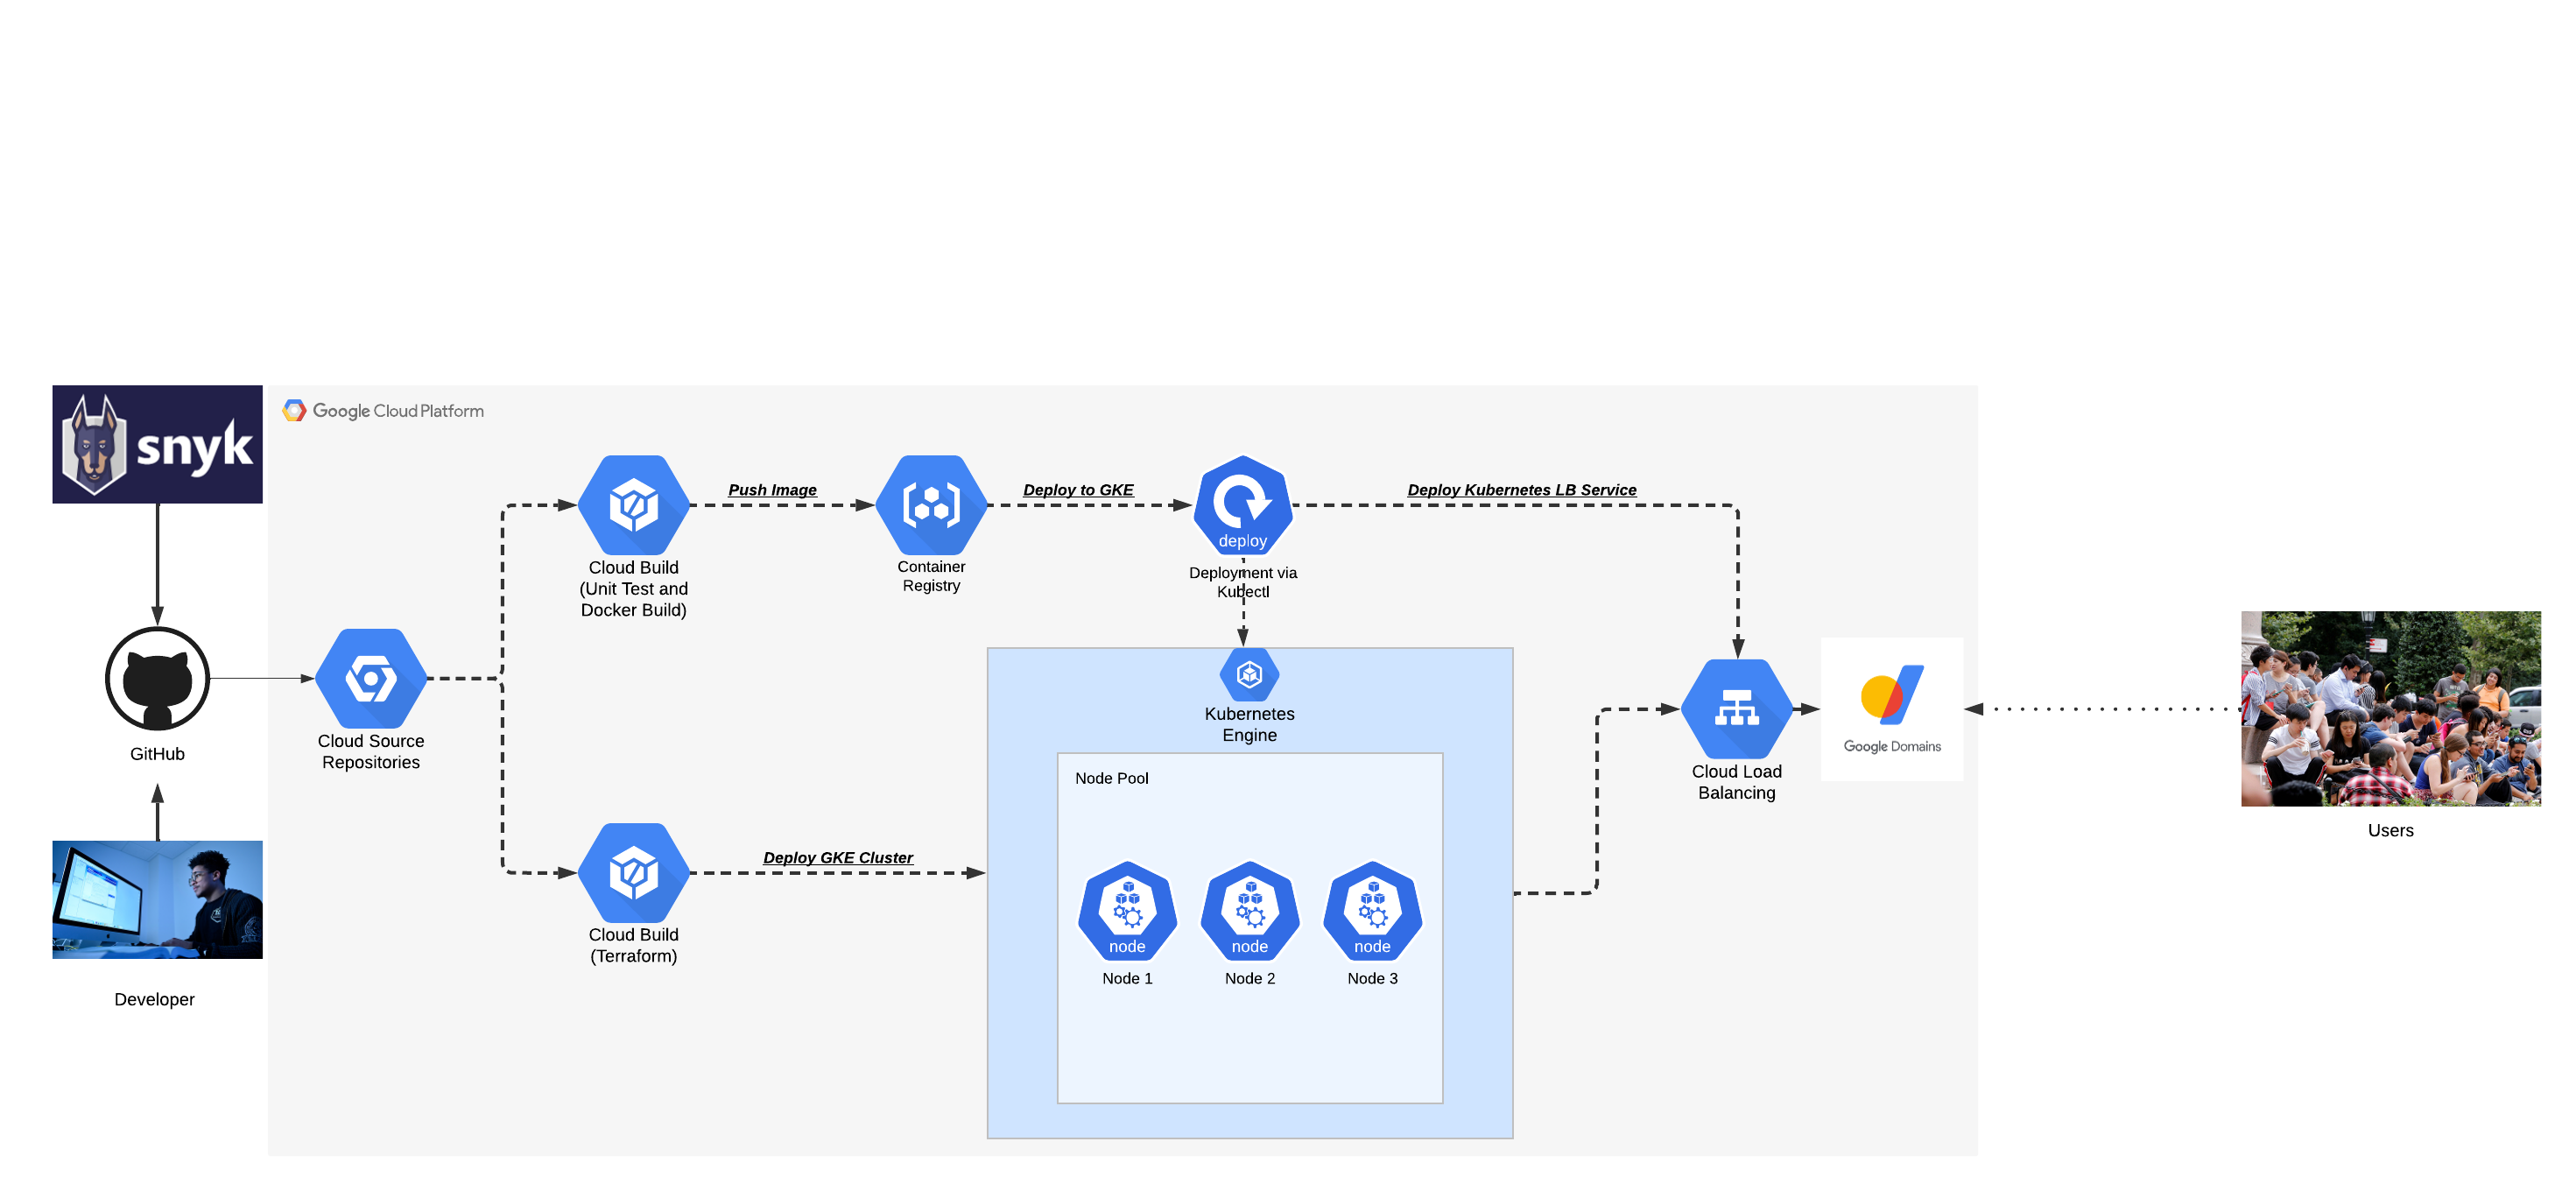 snyk
Google Cloud Platform
Push Image
Deploy to GKE
Deploy Kubernetes LB Service
deploy
Cloud Build
(Unit Test and
Docker Build)
Container
Registry
Deployment via
Kubectl
GitHub
Cloud Source
Repositories
Kubernetes
Engine
Google Domains
Cloud Load
Balancing
Node Pool
Users
Deploy GKE Cluster
Cloud Build
(Terraform)
node
node
node
Node 1
Node 2
Node 3
Developer